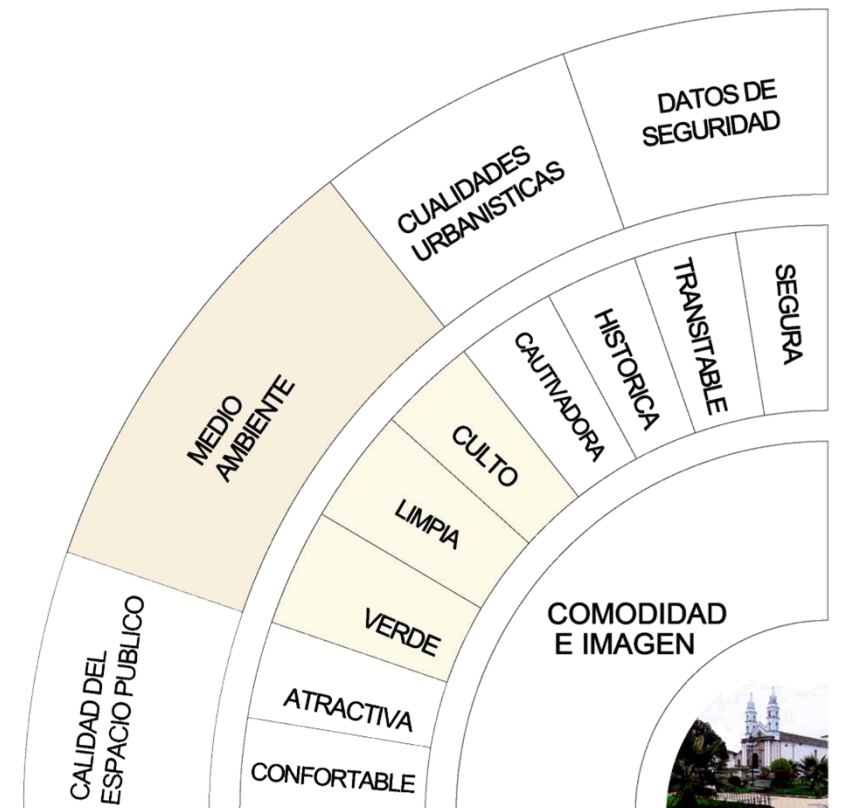 DATOS DE
SEGURIDAD
CUALIDADES
URBANISTICAS
MEDIO
AMBIENTE
CALIDAD DEL
ESPACIO PUBLICO
SEGURA
TRANSITABLE
HISTORICA
CAUTIVADORA
CULTO
LIMPIA
VERDE
ATRACTIVA
CONFORTABLE
COMODIDAD
E IMAGEN